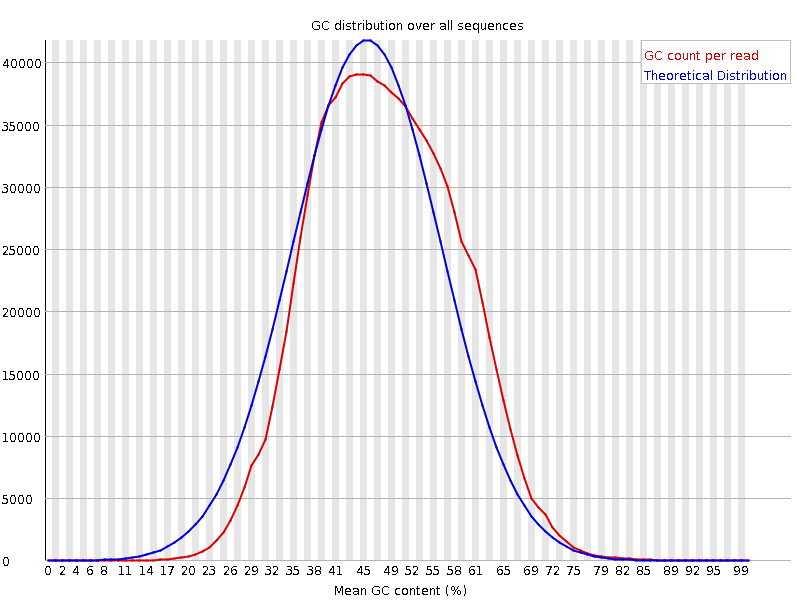 GC distribution over all sequences
GC count per read
Theoretical Distribution
40000
35000
30000
25000
20000
15000
10000
5000
0
0 2 4 6 8 11 14 17 20 23 26 29 32 35 38 41 45 49 52 55 58 61 65 69 72 75 79 82 85 89 92 95 99
Mean GC content (%)